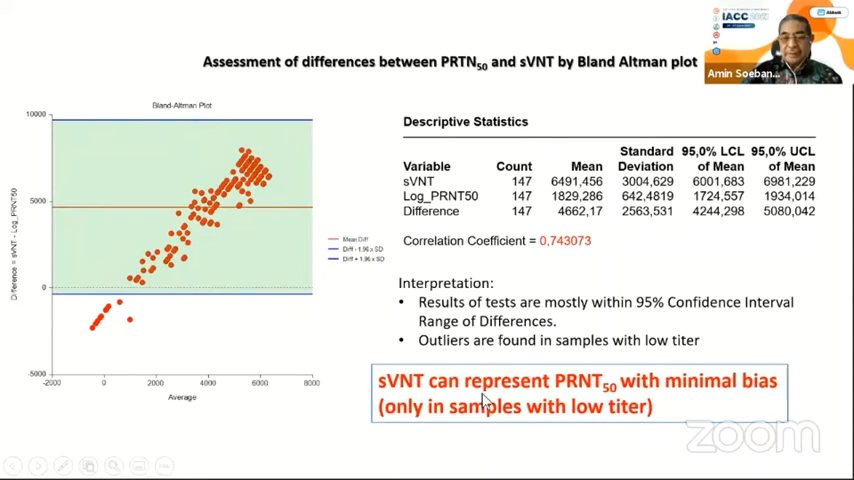 IACC 2021
Abbott
Amin Soeban...
Assessment of differences between PRTN50 and sVNT by Bland Altman plot
Bland-Altman Plot
10000
5000
0
-5000
Difference = sVNT - Log_PRNT50
-2000 0 2000 4000 6000 8000
Average
Mean Diff
Diff - 1.96 x SD
Diff + 1.96 x SD
Descriptive Statistics
Standard 95,0% LCL 95,0% UCL
Variable Count Mean Deviation of Mean of Mean
sVNT 147 6491,456 3004,629 6001,683 6981,229
Log_PRNT50 147 1829,286 642,4819 1724,557 1934,014
Difference 147 4662,17 2563,531 4244,298 5080,042
Correlation Coefficient = 0,743073
Interpretation:
• Results of tests are mostly within 95% Confidence Interval
Range of Differences.
• Outliers are found in samples with low titer
sVNT can represent PRNT50 with minimal bias
(only in samples with low titer)
zoom